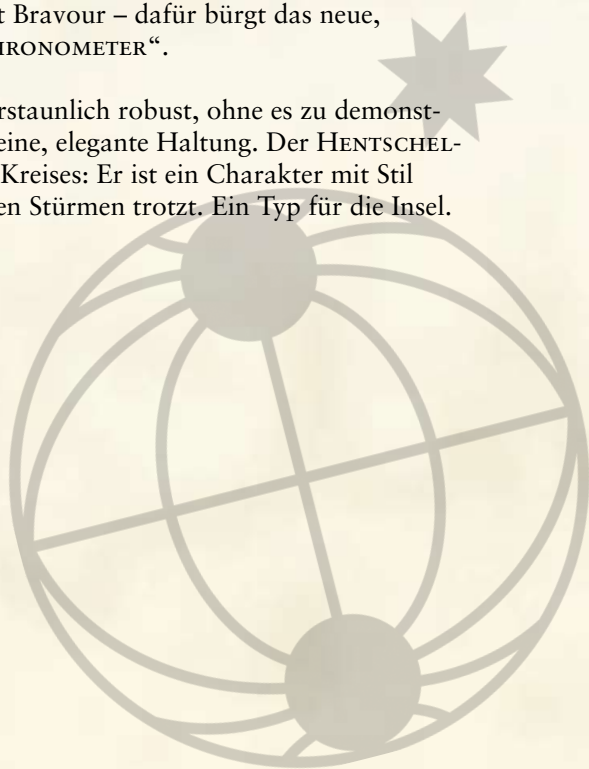 t Bravour – dafür bürgt das neue,
HRONOMETER“.
rstaunlich robust, ohne es zu demonst-
eine, elegante Haltung. Der HENTSCHEL-
Kreises: Er ist ein Charakter mit Stil
en Stürmen trotzt. Ein Typ für die Insel.